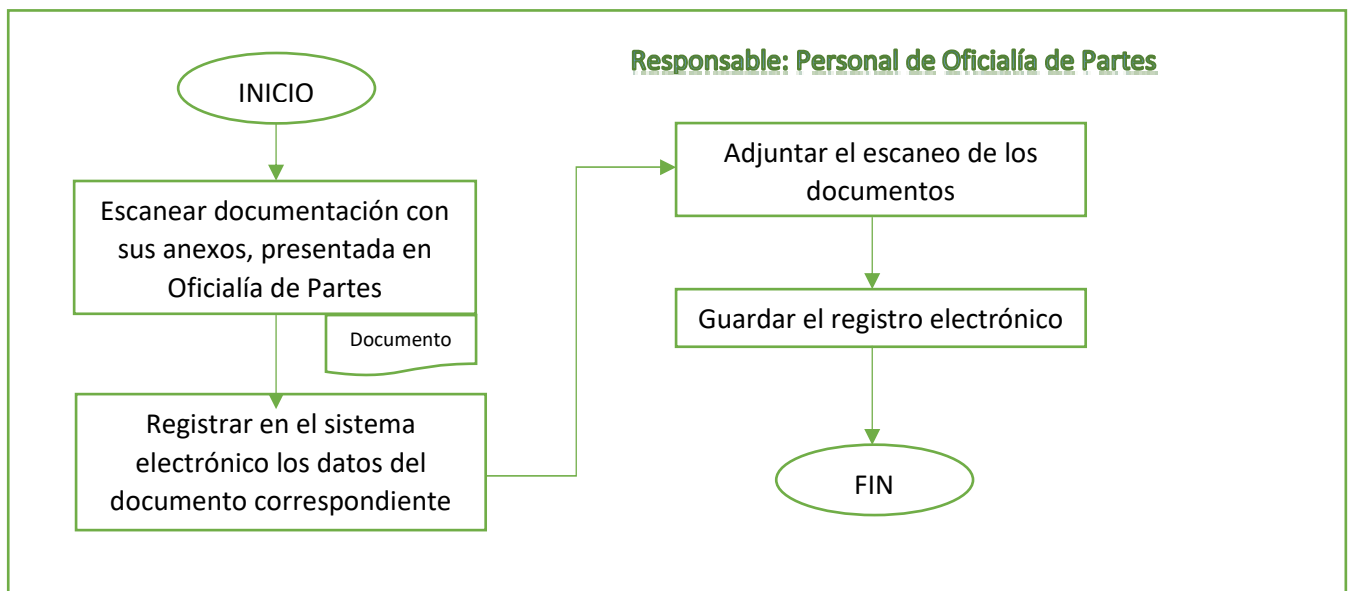 Responsable: Personal de Oficialía de Partes
INICIO
Escanear documentación con
sus anexos, presentada en
Oficialía de Partes
Documento
Registrar en el sistema
electrónico los datos del
documento correspondiente
Adjuntar el escaneo de los
documentos
Guardar el registro electrónico
FIN